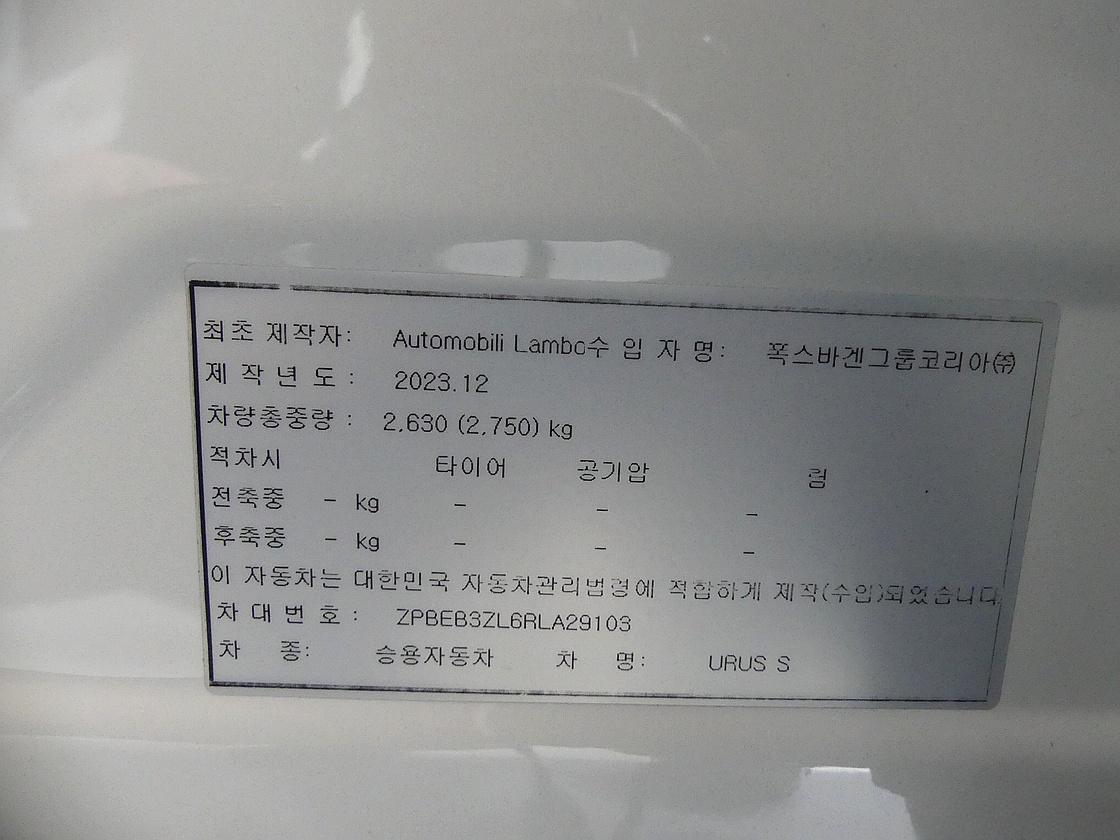 최초 제작자: Automobili Lambo수 입 자 명: 폭스바겐그룹코리아㈜
제 작 년 도 : 2023.12
차량총중량 : 2,630 (2,750) kg
적차시 타이어 공기압 림
전축중 - kg - - -
후축중 - kg - - -
이 자동차는 대한민국 자동차관리법령에 적합하게 제작(수입)되었습니다
차 대 번 호 : ZPBEB3ZL6RLA29103
차 종: 승용자동차 차 명: URUS S